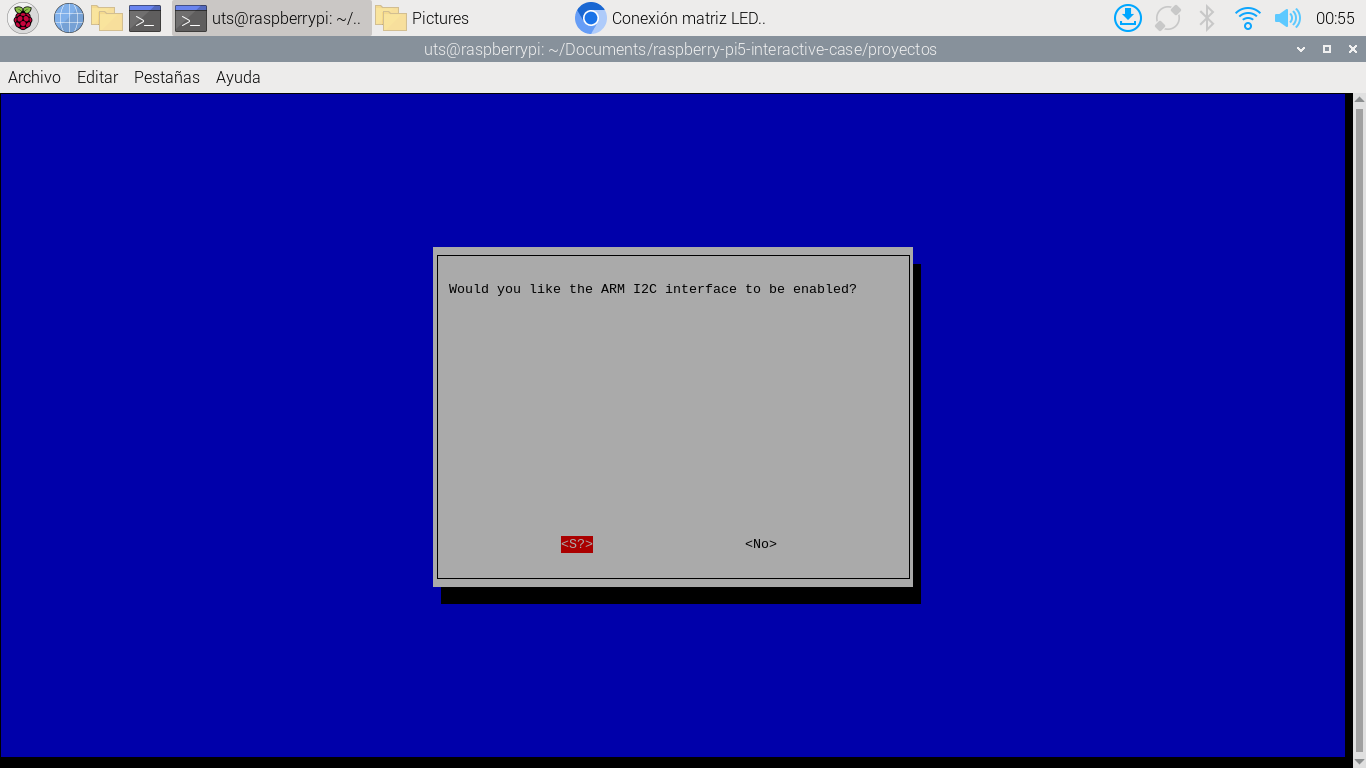 uts@raspberrypi: ~/.. Pictures Conexión matriz LED.. 00:55
uts@raspberrypi: ~/Documents/raspberry-pi5-interactive-case/proyectos
Archivo Editar Pestañas Ayuda
Would you like the ARM I2C interface to be enabled?
<S?> <No>